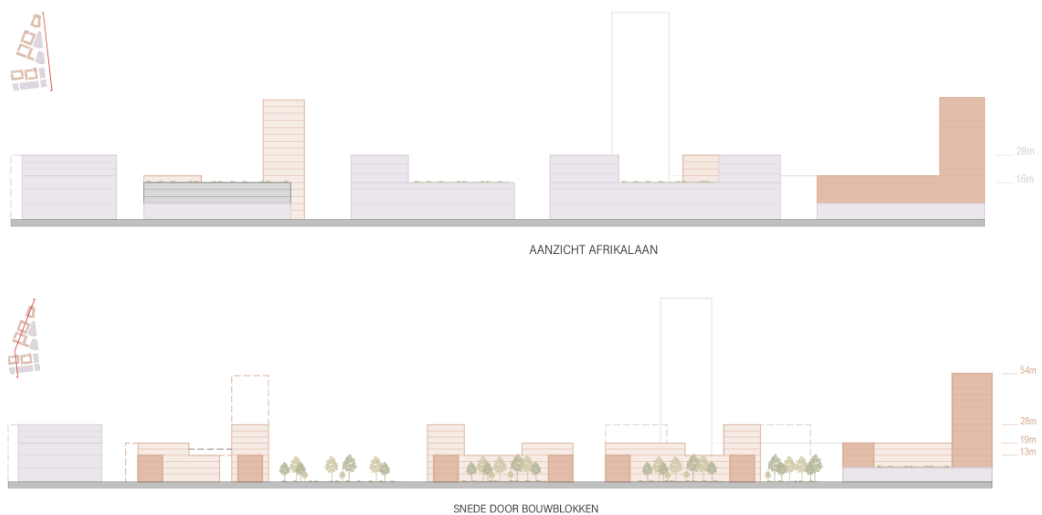 28m
16m
AANZICHT AFRIKALAAN
54m
28m
19m
13m
SNEDE DOOR BOUWBLOKKEN